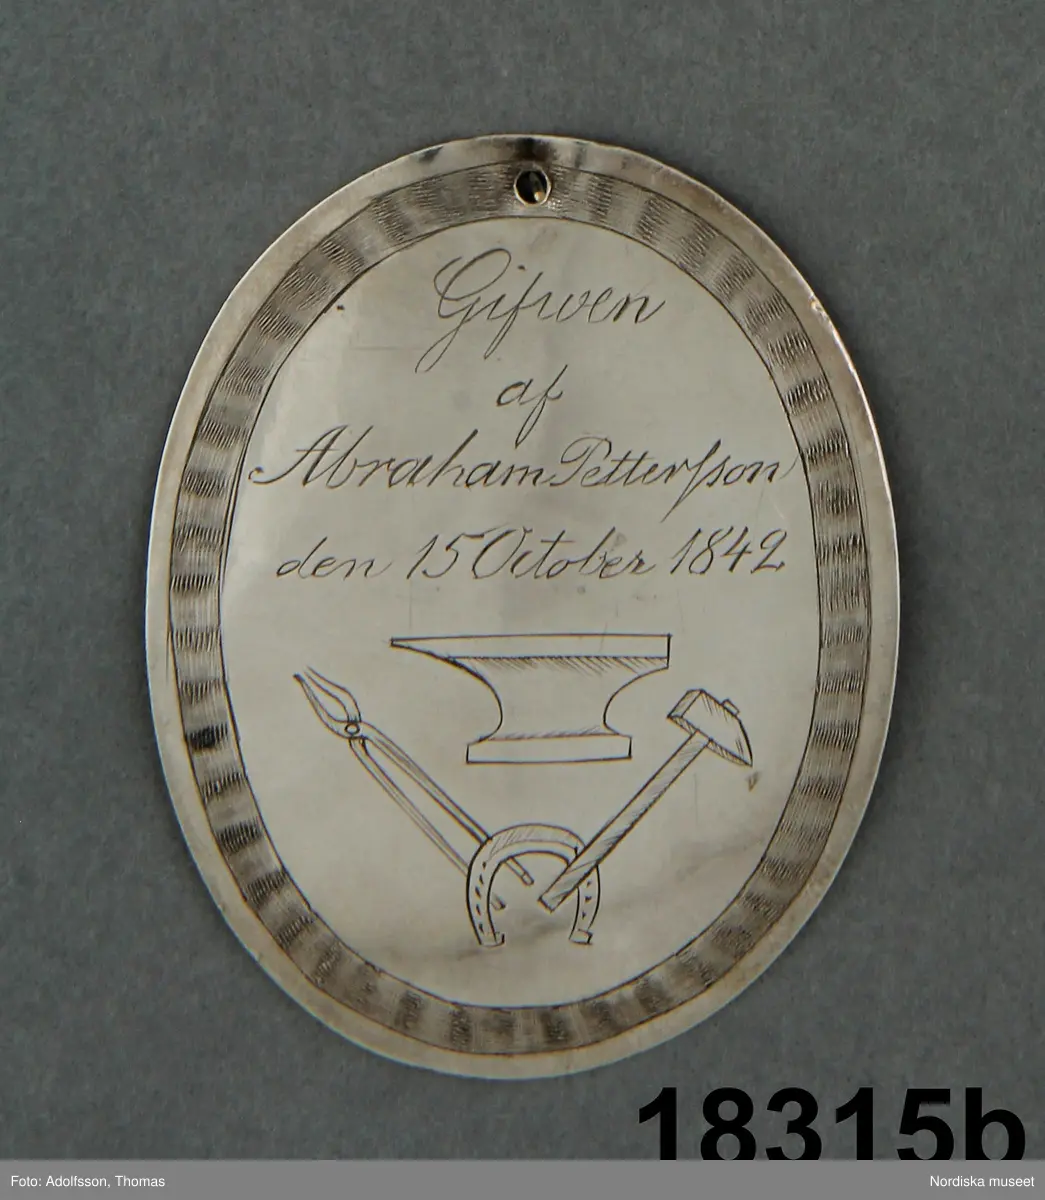 Gifwen
af
Abraham Petterſson
den 15 October 1842
18315b
Foto: Adolfsson, Thomas
Nordiska museet